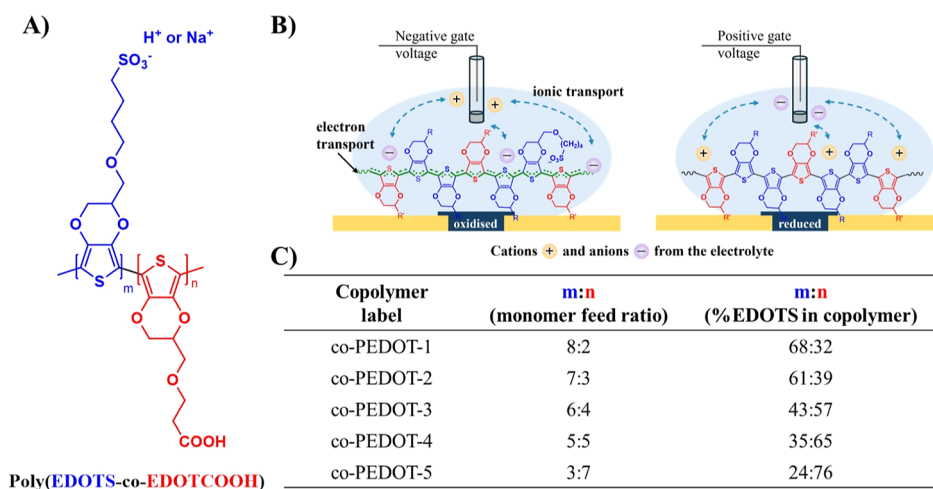 A)
H⁺ or Na⁺
SO₃⁻
O
O
O
S
m
S
n
O
O
O
COOH
Poly(EDOTS-co-EDOTCOOH)
B)
Negative gate
voltage
ionic transport
electron
transport
oxidised
Positive gate
voltage
reduced
Cations + and anions − from the electrolyte
C)
Copolymer label	m:n (monomer feed ratio)	m:n (%EDOTS in copolymer)
co-PEDOT-1	8:2	68:32
co-PEDOT-2	7:3	61:39
co-PEDOT-3	6:4	43:57
co-PEDOT-4	5:5	35:65
co-PEDOT-5	3:7	24:76